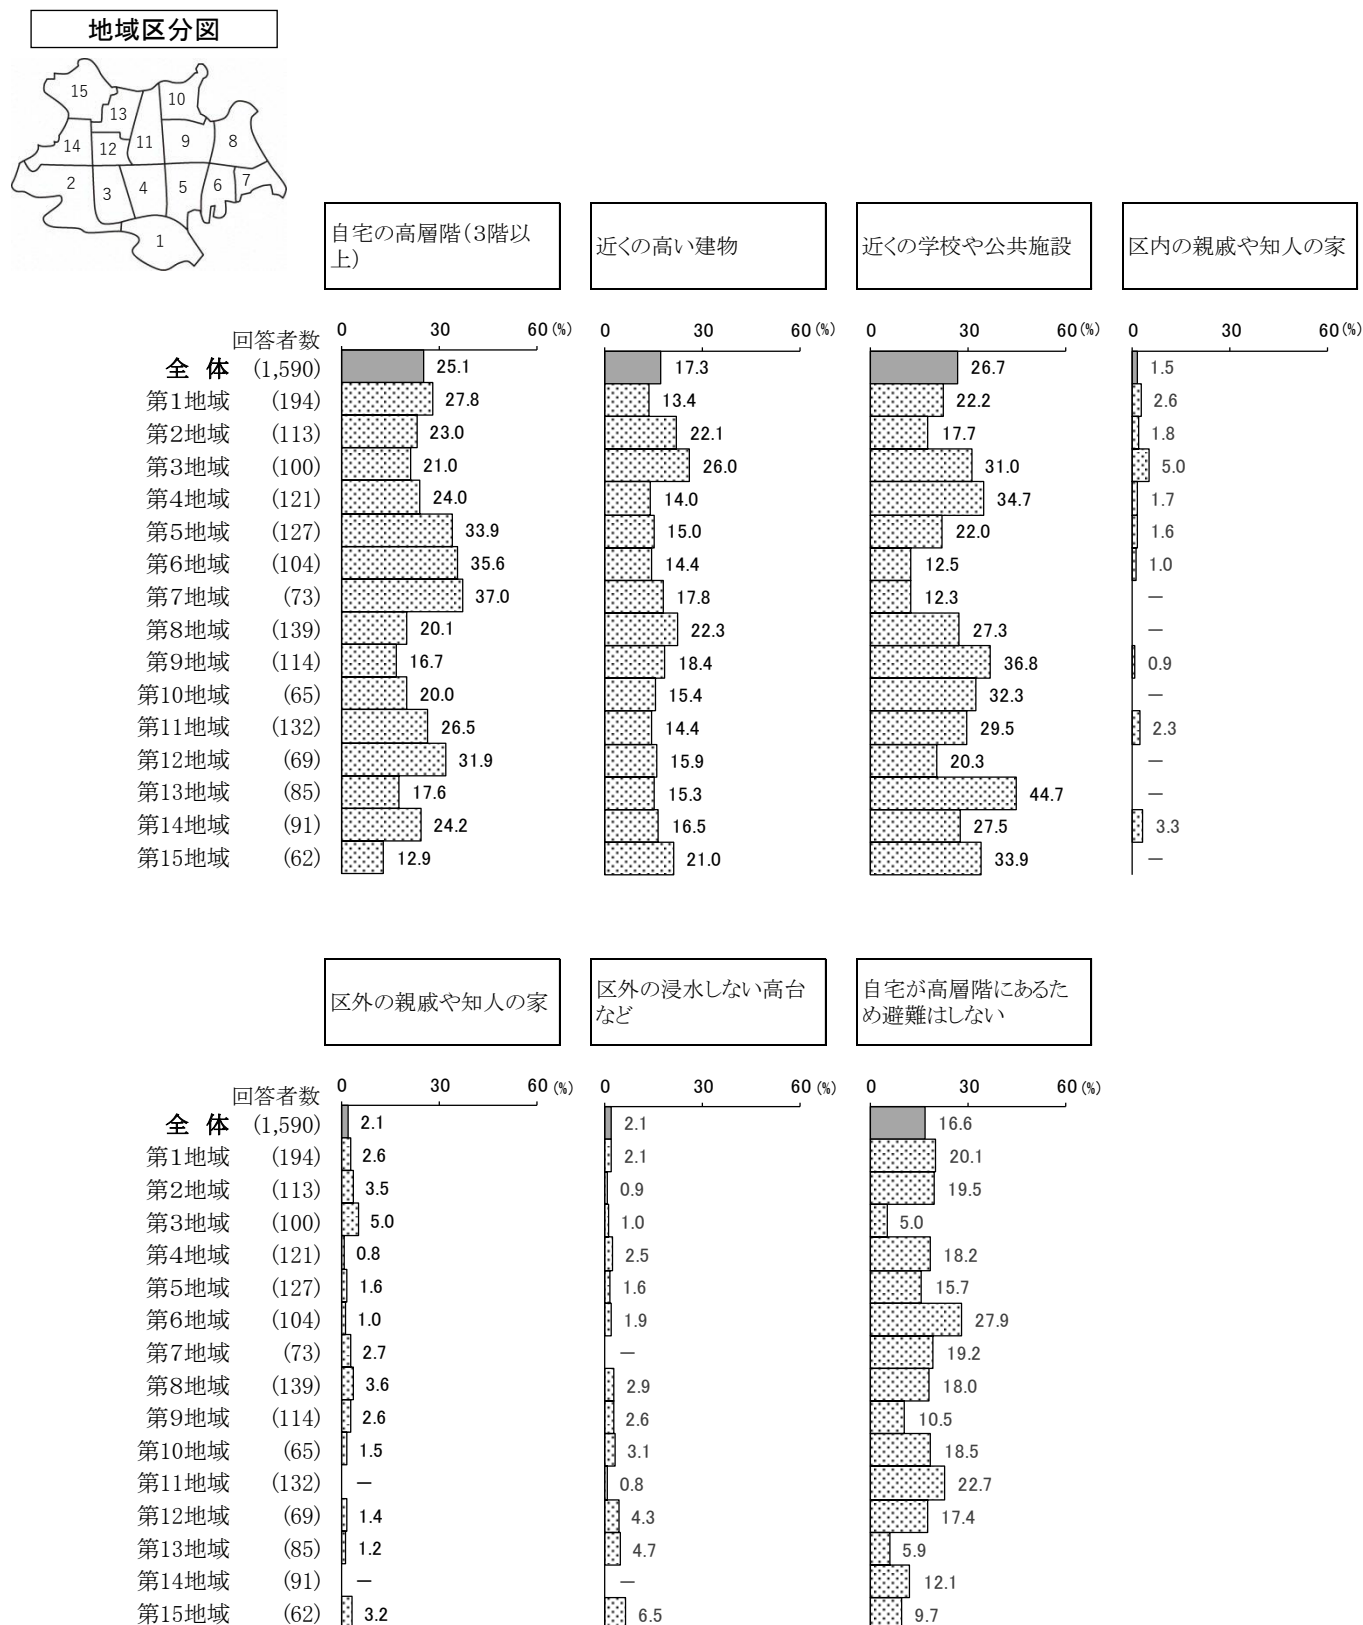 地域区分図
15
10
13
14
12
11
9
8
2
3
4
5
6
7
1
自宅の高層階(3階以
上)
近くの高い建物
近くの学校や公共施設
区内の親戚や知人の家
回答者数
0 30 60 (%)
0 30 60 (%)
0 30 60 (%)
0 30 60 (%)
全 体 (1,590) 25.1 17.3 26.7 1.5
第1地域 (194) 27.8 13.4 22.2 2.6
第2地域 (113) 23.0 22.1 17.7 1.8
第3地域 (100) 21.0 26.0 31.0 5.0
第4地域 (121) 24.0 14.0 34.7 1.7
第5地域 (127) 33.9 15.0 22.0 1.6
第6地域 (104) 35.6 14.4 12.5 1.0
第7地域 (73) 37.0 17.8 12.3 －
第8地域 (139) 20.1 22.3 27.3 －
第9地域 (114) 16.7 18.4 36.8 0.9
第10地域 (65) 20.0 15.4 32.3 －
第11地域 (132) 26.5 14.4 29.5 2.3
第12地域 (69) 31.9 15.9 20.3 －
第13地域 (85) 17.6 15.3 44.7 －
第14地域 (91) 24.2 16.5 27.5 3.3
第15地域 (62) 12.9 21.0 33.9 －
区外の親戚や知人の家
区外の浸水しない高台
など
自宅が高層階にあるた
め避難はしない
回答者数
0 30 60 (%)
0 30 60 (%)
0 30 60 (%)
全 体 (1,590) 2.1 2.1 16.6
第1地域 (194) 2.6 2.1 20.1
第2地域 (113) 3.5 0.9 19.5
第3地域 (100) 5.0 1.0 5.0
第4地域 (121) 0.8 2.5 18.2
第5地域 (127) 1.6 1.6 15.7
第6地域 (104) 1.0 1.9 27.9
第7地域 (73) 2.7 － 19.2
第8地域 (139) 3.6 2.9 18.0
第9地域 (114) 2.6 2.6 10.5
第10地域 (65) 1.5 3.1 18.5
第11地域 (132) － 0.8 22.7
第12地域 (69) 1.4 4.3 17.4
第13地域 (85) 1.2 4.7 5.9
第14地域 (91) － － 12.1
第15地域 (62) 3.2 6.5 9.7